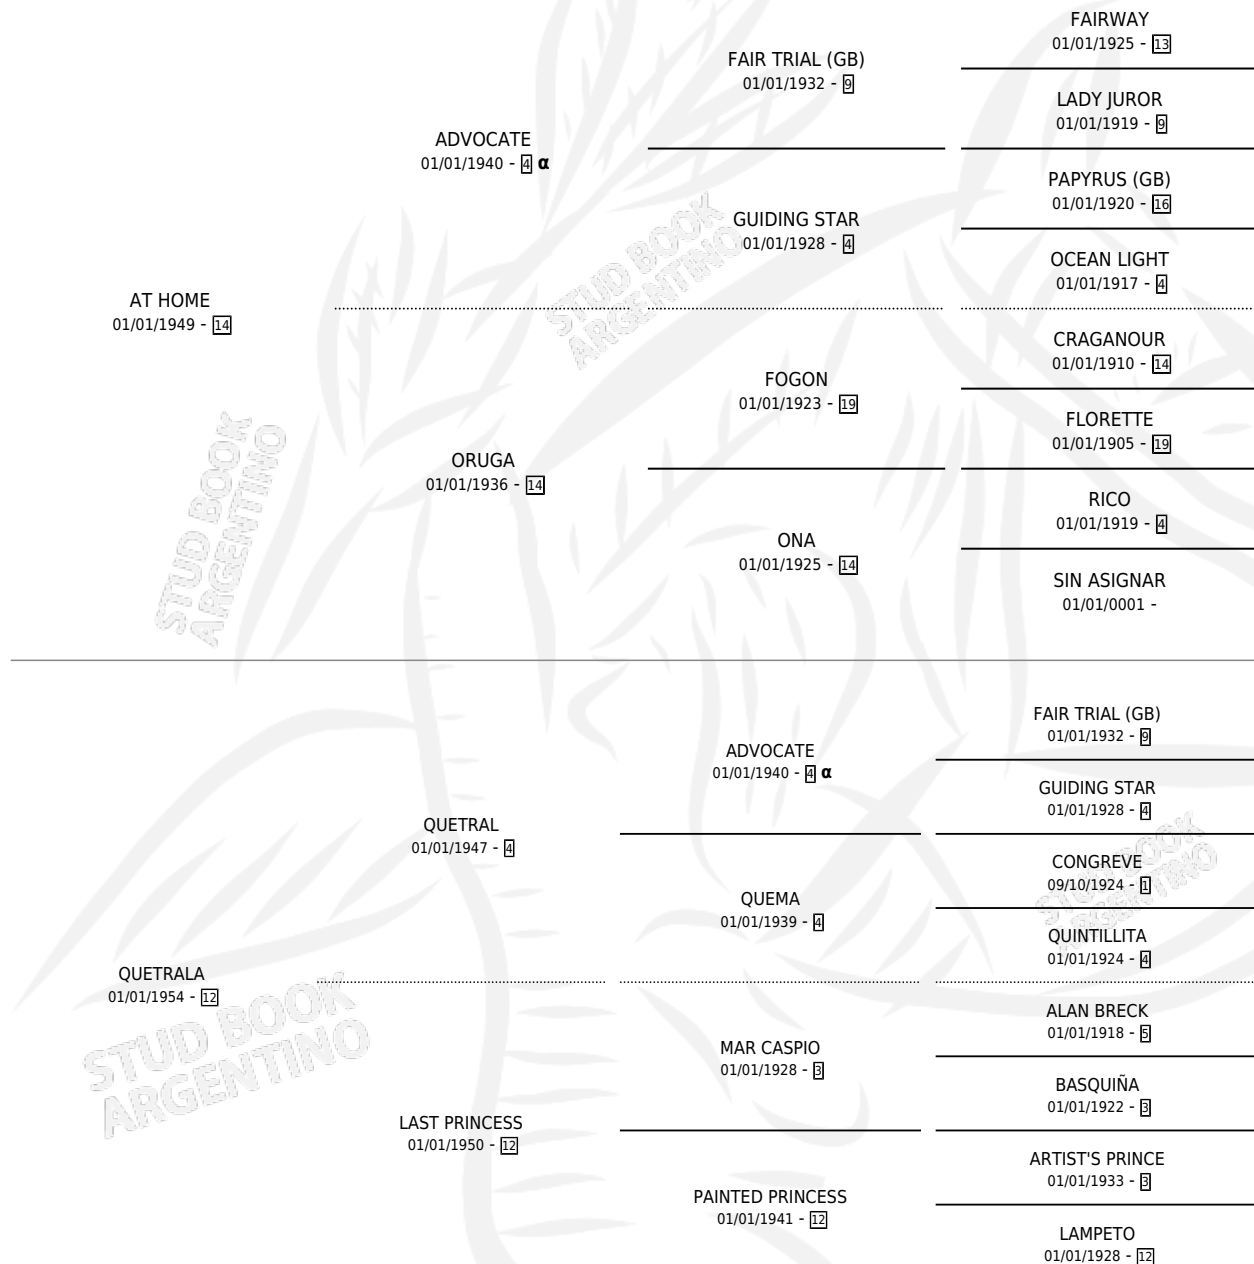 FAIRWAY
01/01/1925 - 13
FAIR TRIAL (GB)
01/01/1932 - 9
LADY JUROR
01/01/1919 - 9
ADVOCATE
01/01/1940 - 4 α
PAPYRUS (GB)
01/01/1920 - 16
GUIDING STAR
01/01/1928 - 4
OCEAN LIGHT
01/01/1917 - 4
AT HOME
01/01/1949 - 14
CRAGANOUR
01/01/1910 - 14
FOGON
01/01/1923 - 19
FLORETTE
01/01/1905 - 19
ORUGA
01/01/1936 - 14
RICO
01/01/1919 - 4
ONA
01/01/1925 - 14
SIN ASIGNAR
01/01/0001 -
STUD BOOK
ARGENTINO
STUD BOOK
ARGENTINO
FAIR TRIAL (GB)
01/01/1932 - 9
ADVOCATE
01/01/1940 - 4 α
GUIDING STAR
01/01/1928 - 4
QUETRAL
01/01/1947 - 4
CONGREVE
09/10/1924 - 1
QUEMA
01/01/1939 - 4
QUINTILLITA
01/01/1924 - 4
QUETRALA
01/01/1954 - 12
ALAN BRECK
01/01/1918 - 5
MAR CASPIO
01/01/1928 - 3
BASQUIÑA
01/01/1922 - 3
LAST PRINCESS
01/01/1950 - 12
ARTIST'S PRINCE
01/01/1933 - 3
PAINTED PRINCESS
01/01/1941 - 12
LAMPETO
01/01/1928 - 12
STUD BOOK
ARGENTINO
STUD BOOK
ARGENTINO